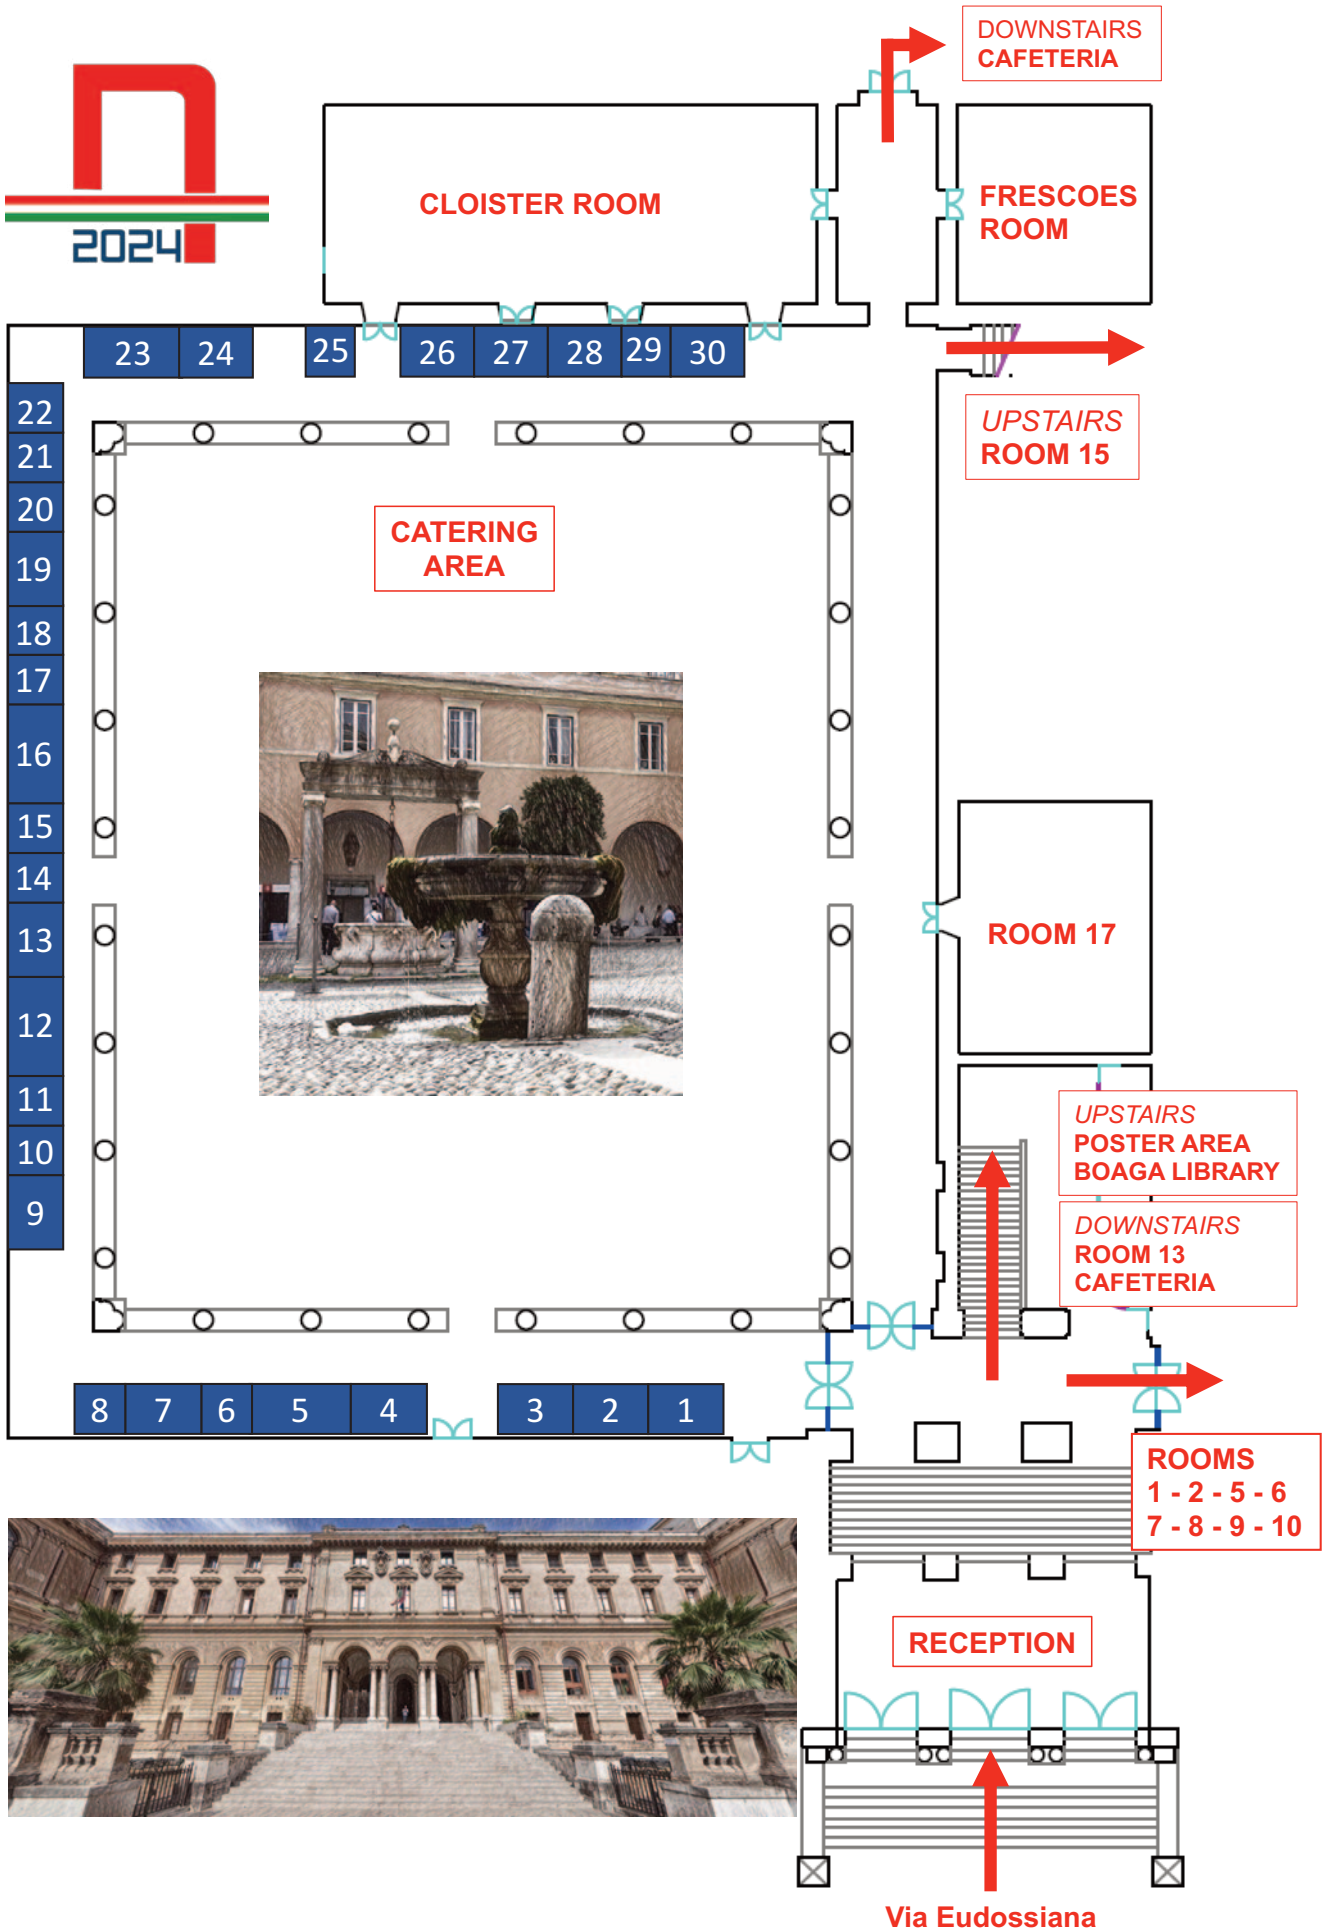 DOWNSTAIRS
CAFETERIA
2024
CLOISTER ROOM
FRESCOES
ROOM
23 24 25 26 27 28 29 30
UPSTAIRS
ROOM 15
22
21
20
19
18
17
16
15
14
13
12
11
10
9
CATERING
AREA
ROOM 17
UPSTAIRS
POSTER AREA
BOAGA LIBRARY
DOWNSTAIRS
ROOM 13
CAFETERIA
8 7 6 5 4 3 2 1
ROOMS
1 - 2 - 5 - 6
7 - 8 - 9 - 10
RECEPTION
Via Eudossiana